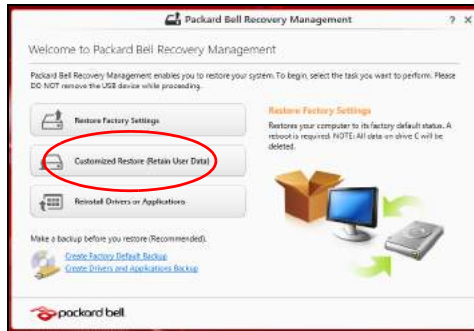 Packard Bell Recovery Management
? X
Welcome to Packard Bell Recovery Management
Packard Bell Recovery Management enables you to restore your system. To begin, select the task you want to perform. Please
DO NOT remove the USB device while proceeding.
Restore Factory Settings
Customized Restore (Retain User Data)
Reinstall Drivers or Applications
Restore Factory Settings
Restores your computer to its factory default status. A
reboot is required. NOTE: All data on drive C will be
deleted.
Make a backup before you restore (Recommended).
Create Factory Default Backup
Create Drivers and Applications Backup
packard bell